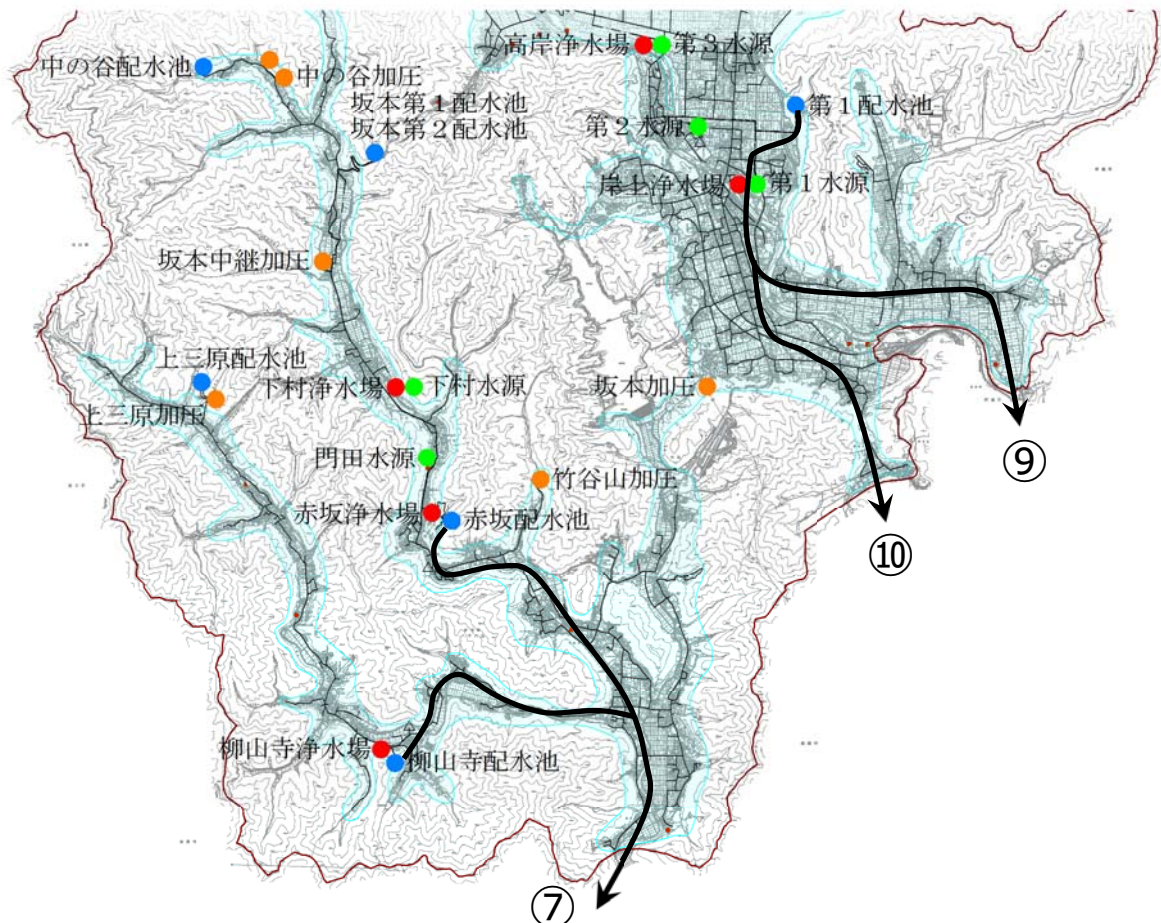 高岸浄水場
第3水源
中の谷配水池
中の谷加圧
坂本第1配水池
坂本第2配水池
第1配水池
第2水源
岸上浄水場
第1水源
坂本中継加圧
上三原配水池
上三原加圧
下村浄水場
下村水源
坂本加圧
門田水源
竹谷山加圧
赤坂浄水場
赤坂配水池
⑨
⑩
柳山寺浄水場
柳山寺配水池
⑦